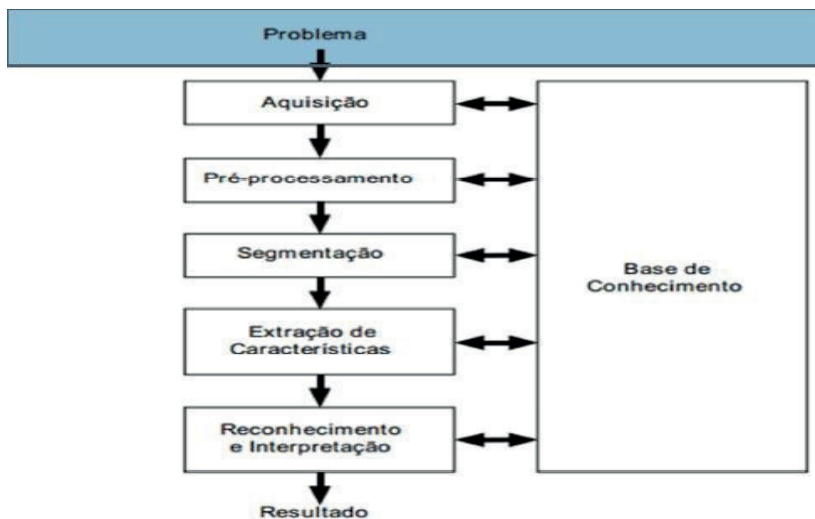 Problema
Aquisição
Pré-processamento
Segmentação
Extração de
Características
Reconhecimento
e Interpretação
Resultado
Base de
Conhecimento